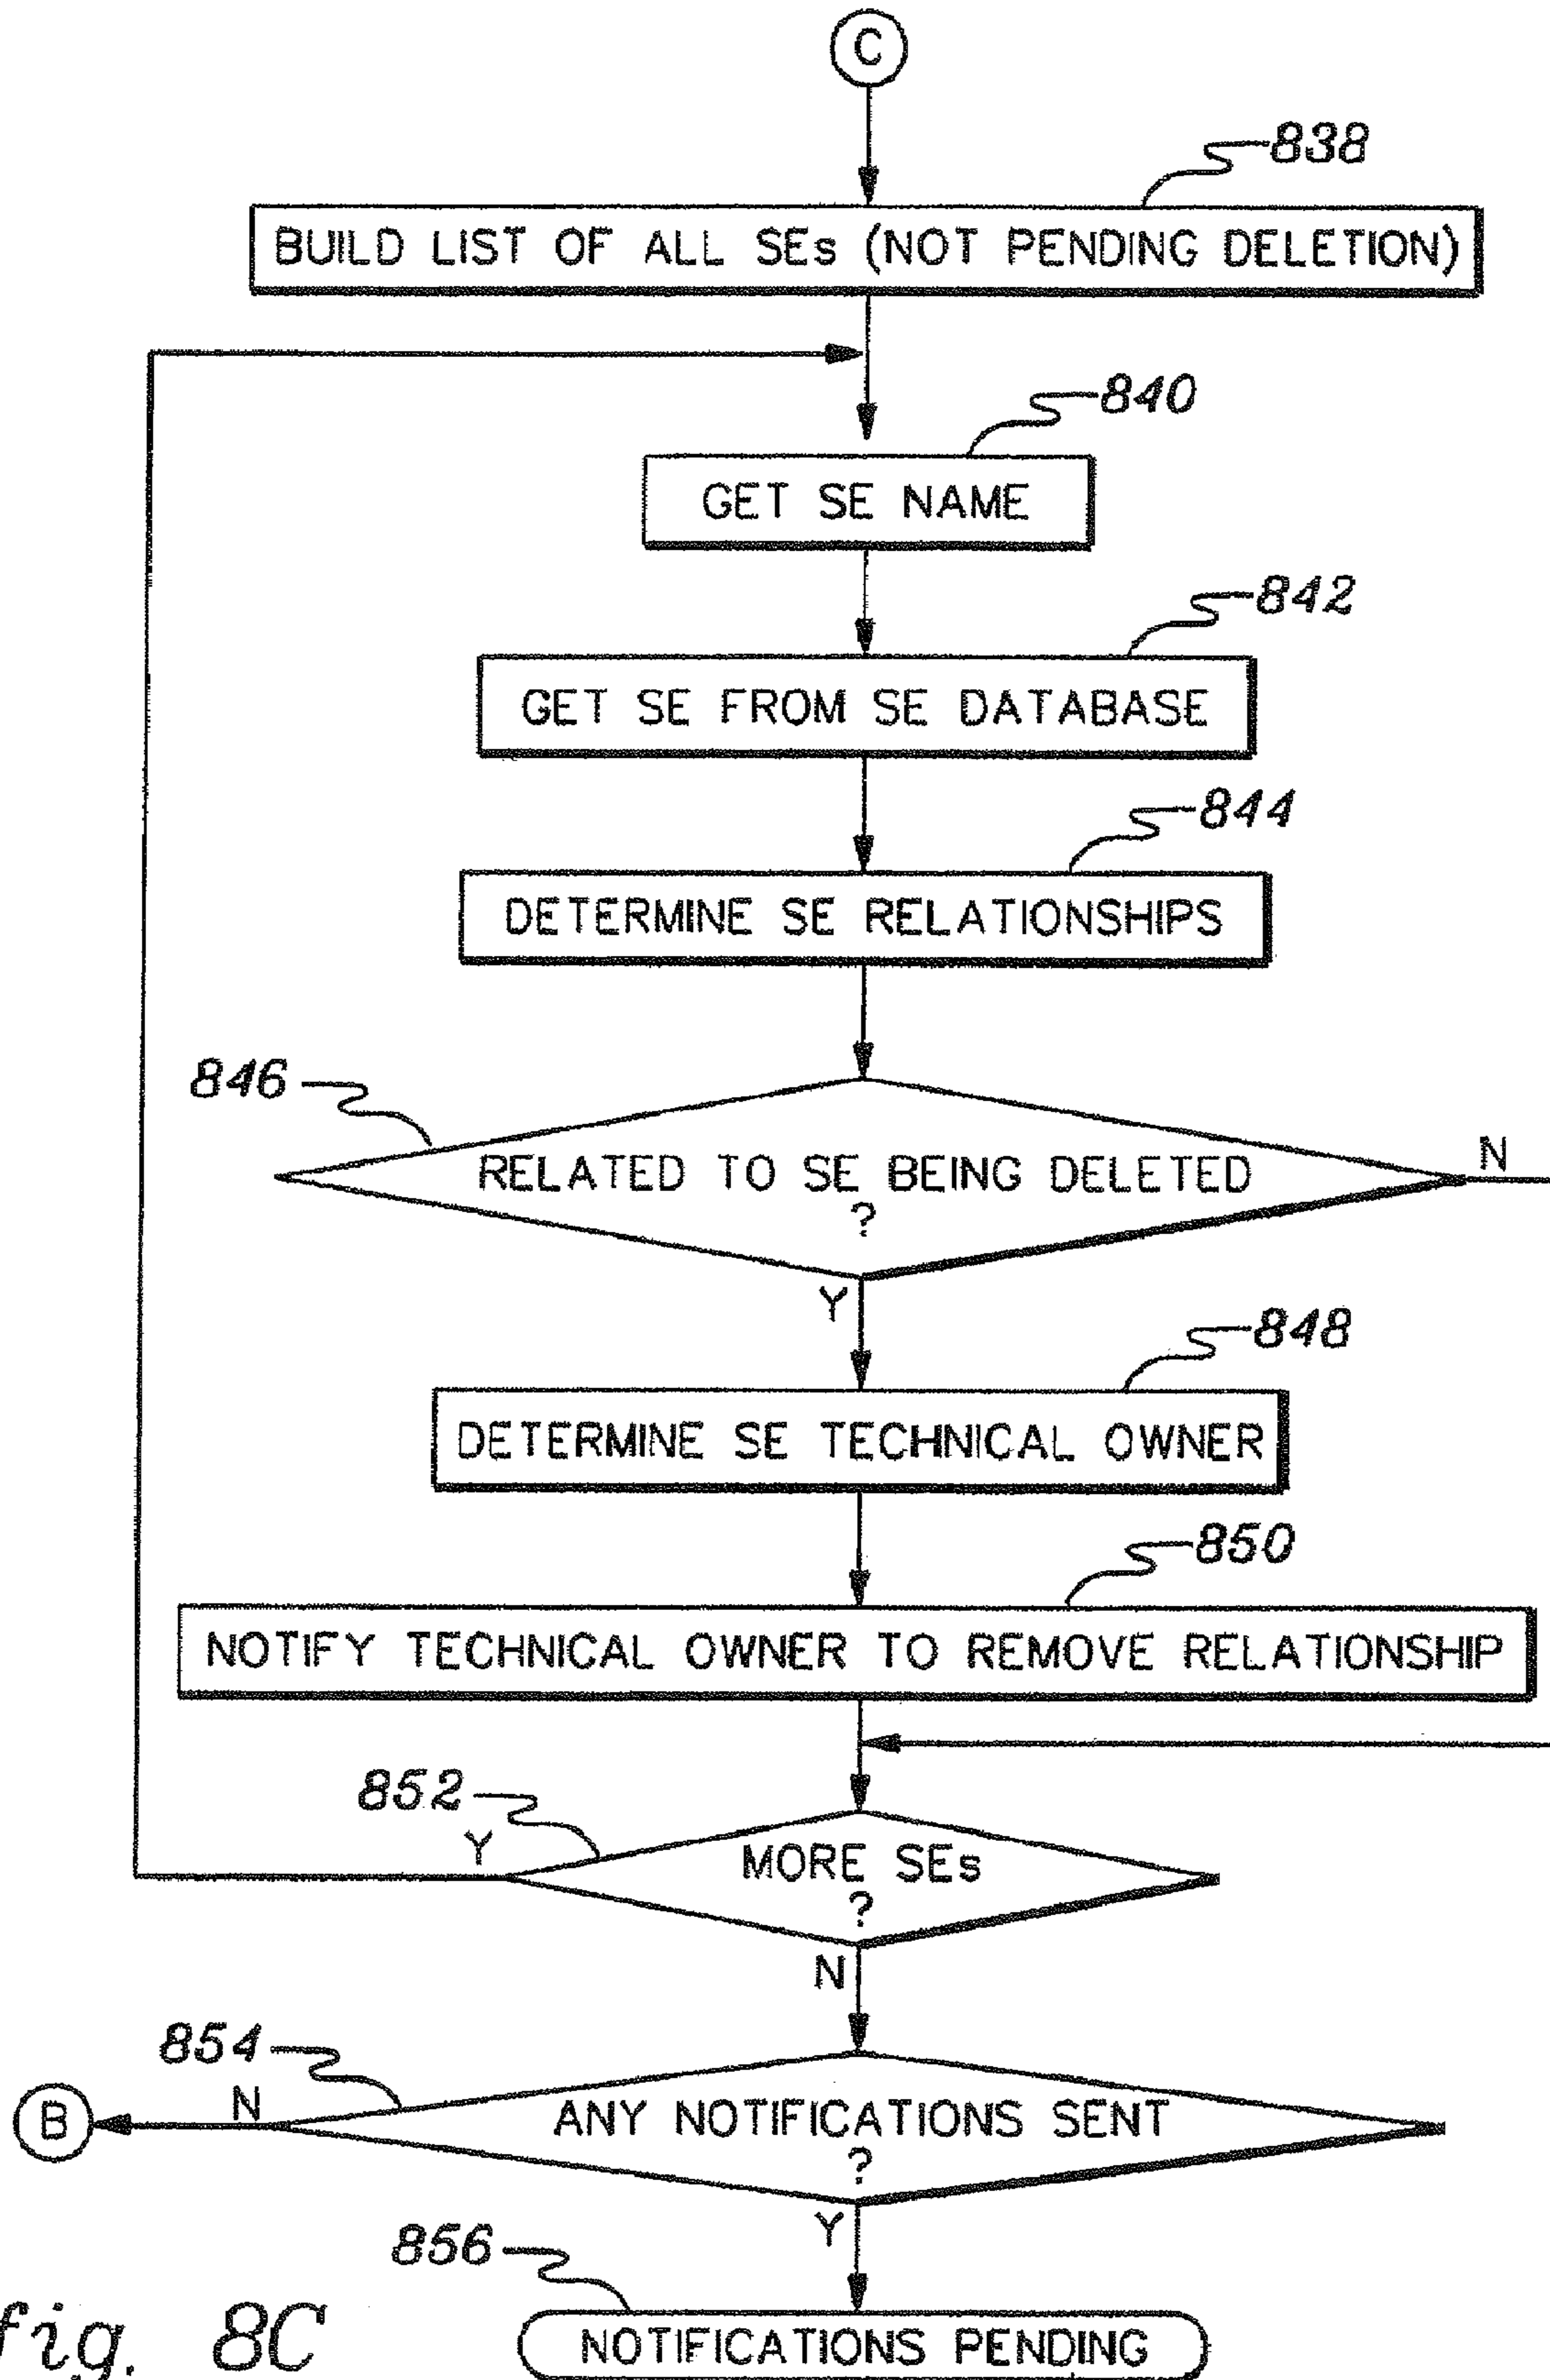 C
838
BUILD LIST OF ALL SEs (NOT PENDING DELETION)
840
GET SE NAME
842
GET SE FROM SE DATABASE
844
DETERMINE SE RELATIONSHIPS
846
RELATED TO SE BEING DELETED
?
N
Y
848
DETERMINE SE TECHNICAL OWNER
850
NOTIFY TECHNICAL OWNER TO REMOVE RELATIONSHIP
852
Y
MORE SEs
?
N
854
B
N
ANY NOTIFICATIONS SENT
?
Y
856
NOTIFICATIONS PENDING
fig. 8C